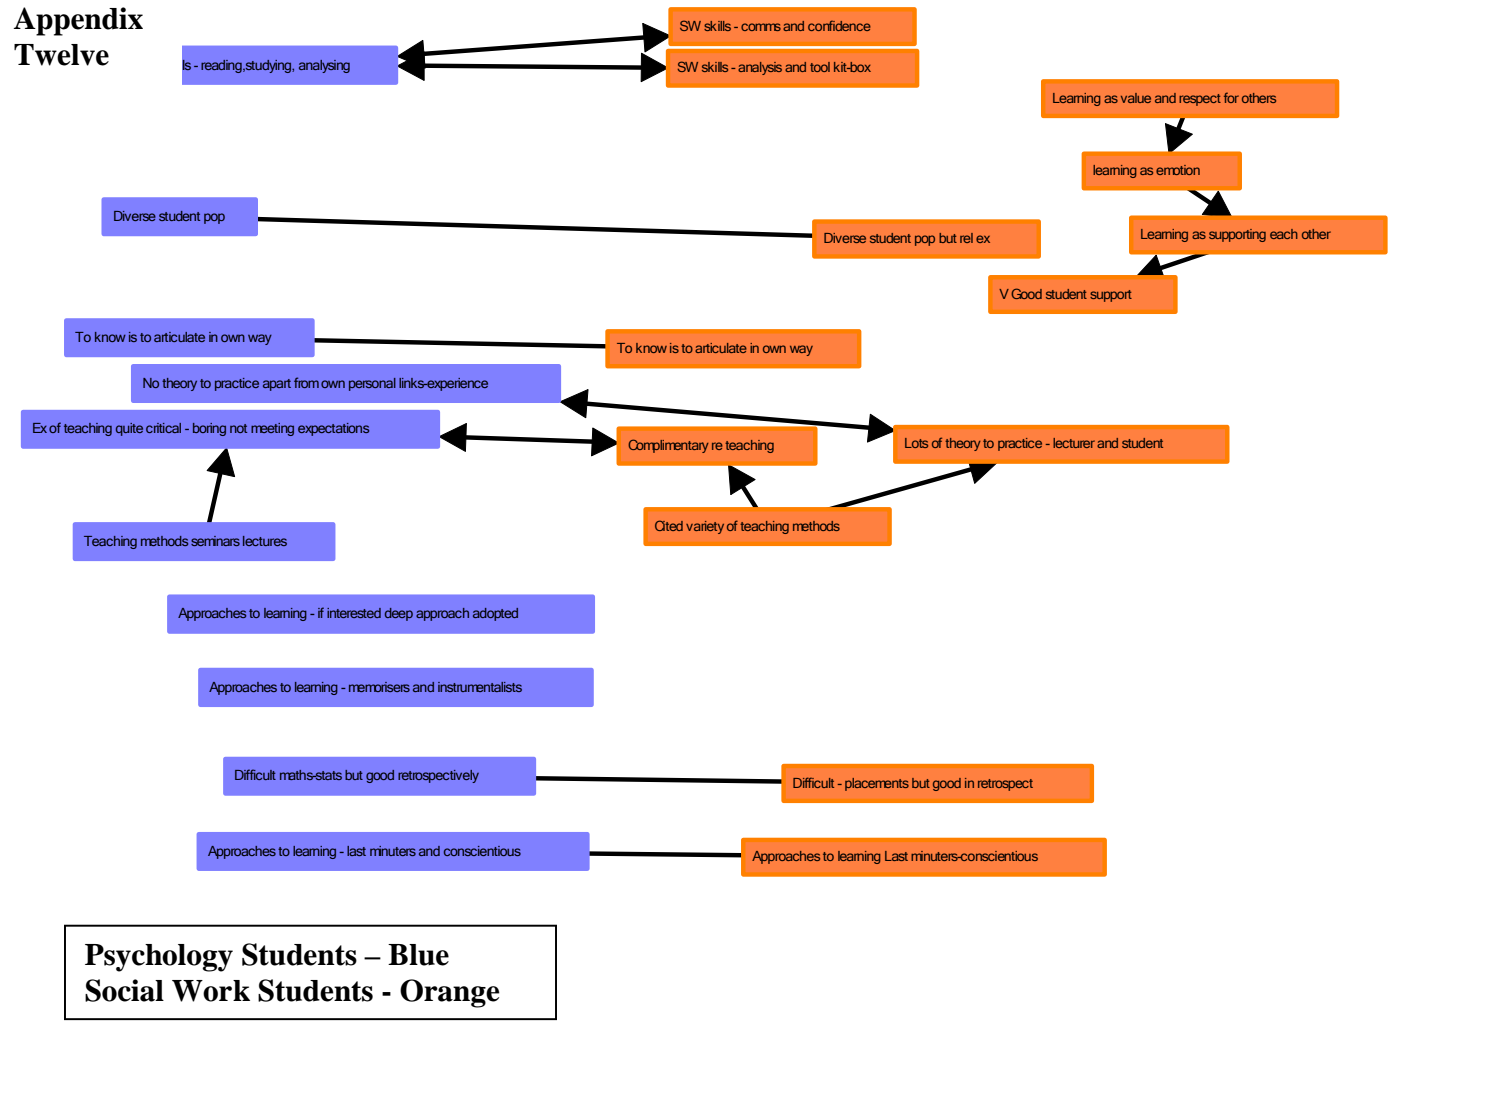 Appendix
Twelve
SW skills - comms and confidence
ls - reading,studying, analysing
SW skills - analysis and tool kit-box
Learning as value and respect for others
learning as emotion
Diverse student pop
Diverse student pop but rel ex
Learning as supporting each other
V Good student support
To know is to articulate in own way
To know is to articulate in own way
No theory to practice apart from own personal links-experience
Ex of teaching quite critical - boring not meeting expectations
Complimentary re teaching
Lots of theory to practice - lecturer and student
Cited variety of teaching methods
Teaching methods seminars lectures
Approaches to learning - if interested deep approach adopted
Approaches to learning - memorisers and instrumentalists
Difficult maths-stats but good retrospectively
Difficult - placements but good in retrospect
Approaches to learning - last minuters and conscientious
Approaches to learning Last minuters-conscientious
Psychology Students – Blue
Social Work Students - Orange